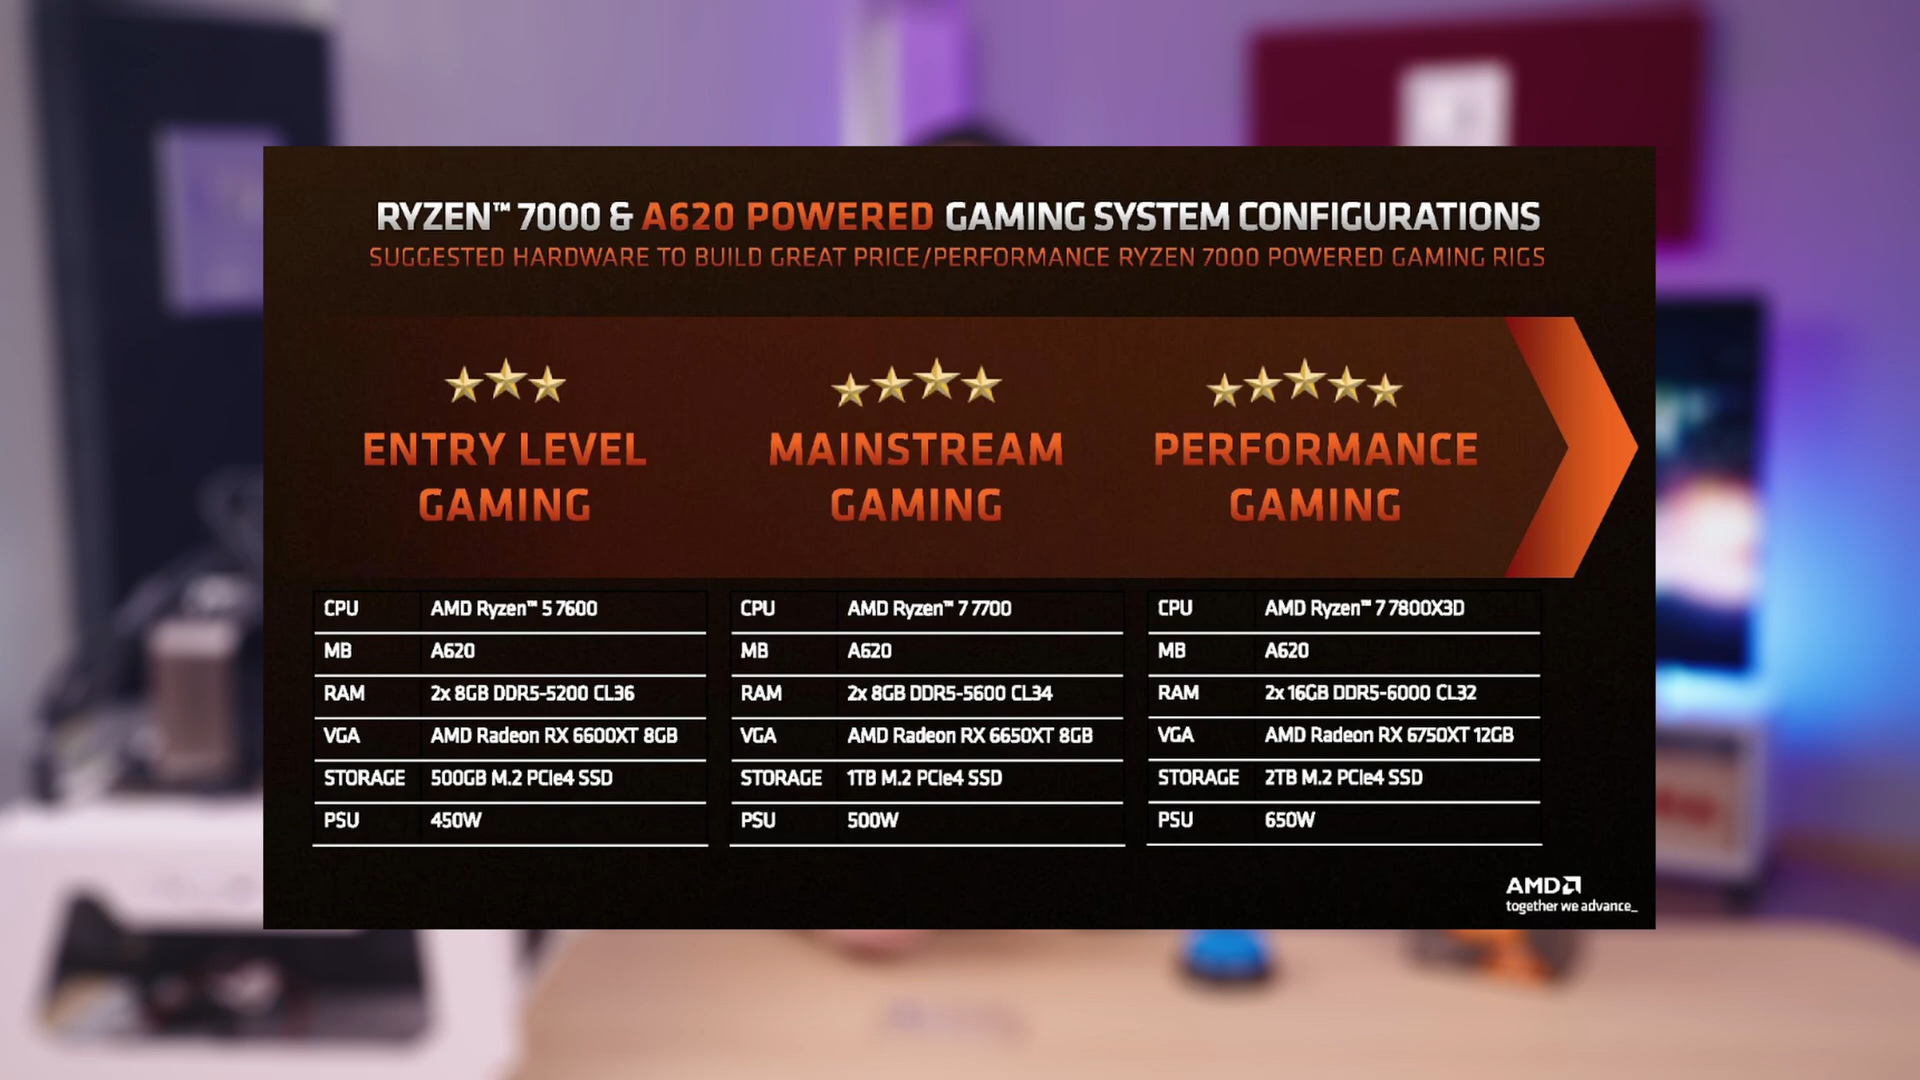 RYZEN™ 7000 & A620 POWERED GAMING SYSTEM CONFIGURATIONS
SUGGESTED HARDWARE TO BUILD GREAT PRICE/PERFORMANCE RYZEN 7000 POWERED GAMING RIGS
ENTRY LEVEL
GAMING
MAINSTREAM
GAMING
PERFORMANCE
GAMING
CPU AMD Ryzen™ 5 7600
MB A620
RAM 2x 8GB DDR5-5200 CL36
VGA AMD Radeon RX 6600XT 8GB
STORAGE 500GB M.2 PCIe4 SSD
PSU 450W
CPU AMD Ryzen™ 7 7700
MB A620
RAM 2x 8GB DDR5-5600 CL34
VGA AMD Radeon RX 6650XT 8GB
STORAGE 1TB M.2 PCIe4 SSD
PSU 500W
CPU AMD Ryzen™ 7 7800X3D
MB A620
RAM 2x 16GB DDR5-6000 CL32
VGA AMD Radeon RX 6750XT 12GB
STORAGE 2TB M.2 PCIe4 SSD
PSU 650W
AMD
together we advance_